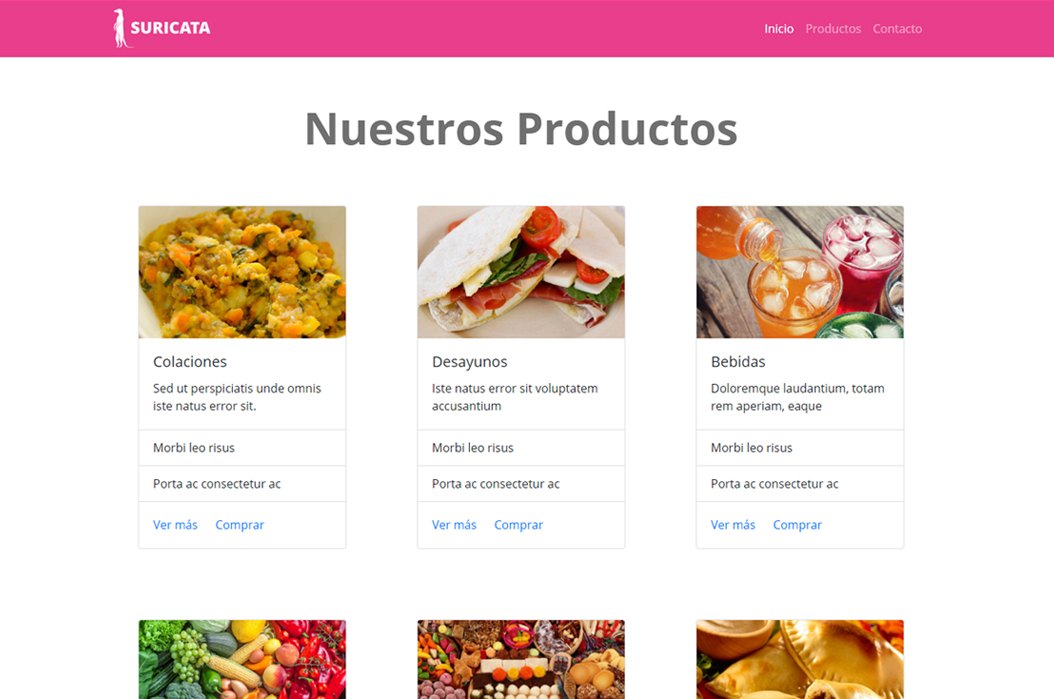 SURICATA
Inicio Productos Contacto
Nuestros Productos
Colaciones
Sed ut perspiciatis unde omnis
iste natus error sit.
Morbi leo risus
Porta ac consectetur ac
Ver más Comprar
Desayunos
Iste natus error sit voluptatem
accusantium
Morbi leo risus
Porta ac consectetur ac
Ver más Comprar
Bebidas
Doloremque laudantium, totam
rem aperiam, eaque
Morbi leo risus
Porta ac consectetur ac
Ver más Comprar